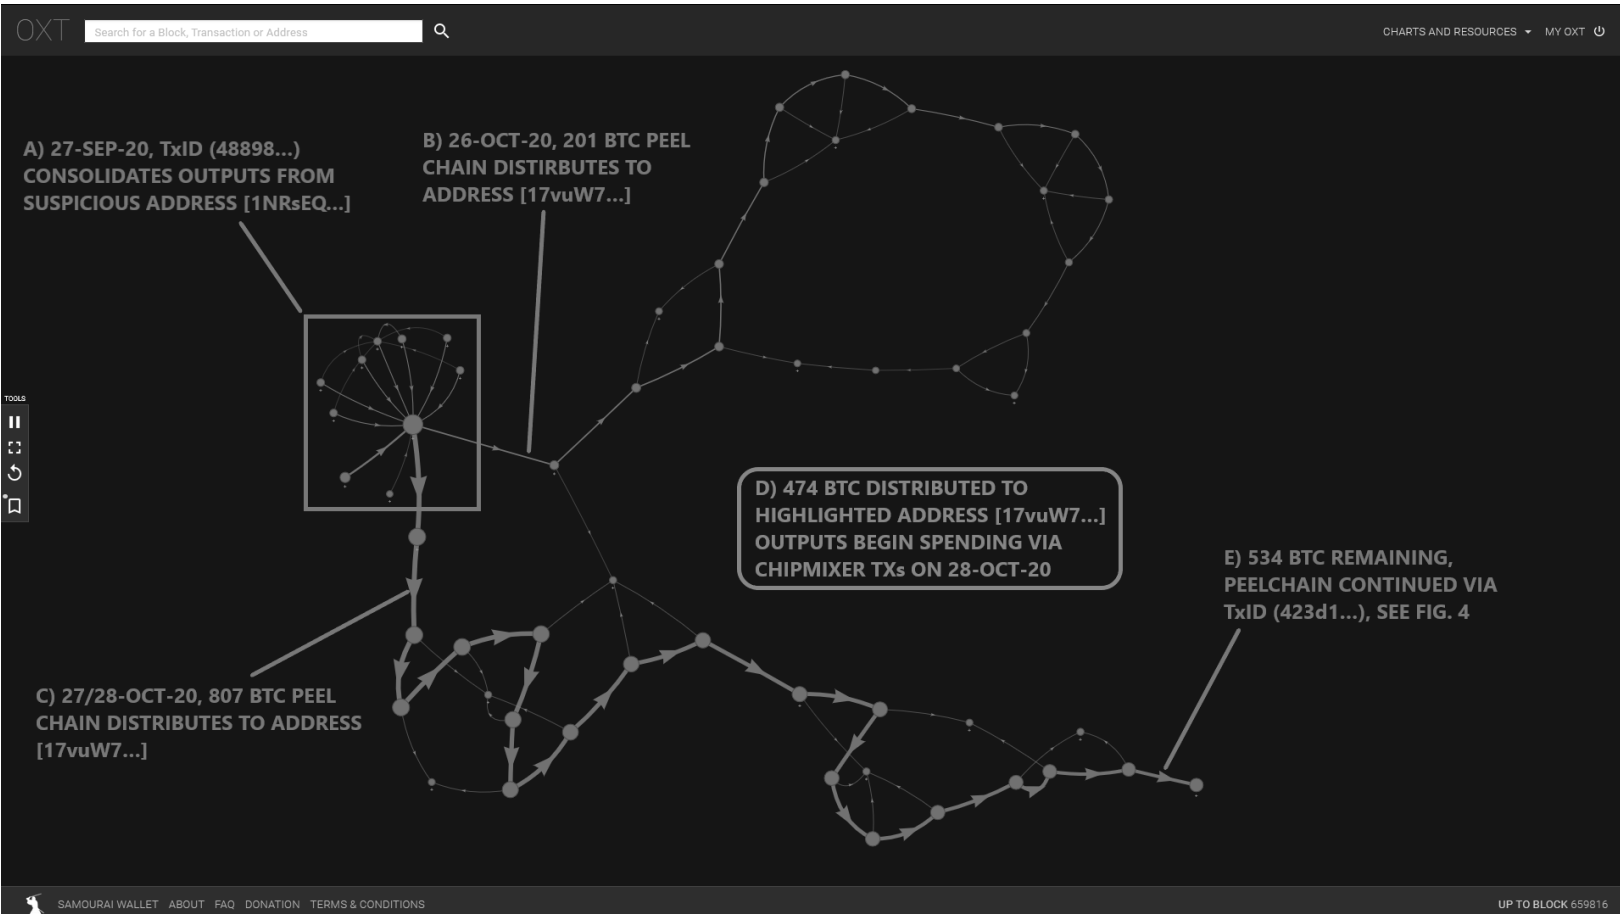 OXT
Search for a Block, Transaction or Address
CHARTS AND RESOURCES
MY OXT
A) 27-SEP-20, TxID (48898...)
CONSOLIDATES OUTPUTS FROM
SUSPICIOUS ADDRESS [1NRsEQ...]
B) 26-OCT-20, 201 BTC PEEL
CHAIN DISTIRBUTES TO
ADDRESS [17vuW7...]
TOOLS
D) 474 BTC DISTRIBUTED TO
HIGHLIGHTED ADDRESS [17vuW7...]
OUTPUTS BEGIN SPENDING VIA
CHIPMIXER TXs ON 28-OCT-20
E) 534 BTC REMAINING,
PEELCHAIN CONTINUED VIA
TxID (423d1...), SEE FIG. 4
C) 27/28-OCT-20, 807 BTC PEEL
CHAIN DISTRIBUTES TO ADDRESS
[17vuW7...]
SAMOURAI WALLET ABOUT FAQ DONATION TERMS & CONDITIONS
UP TO BLOCK 659816